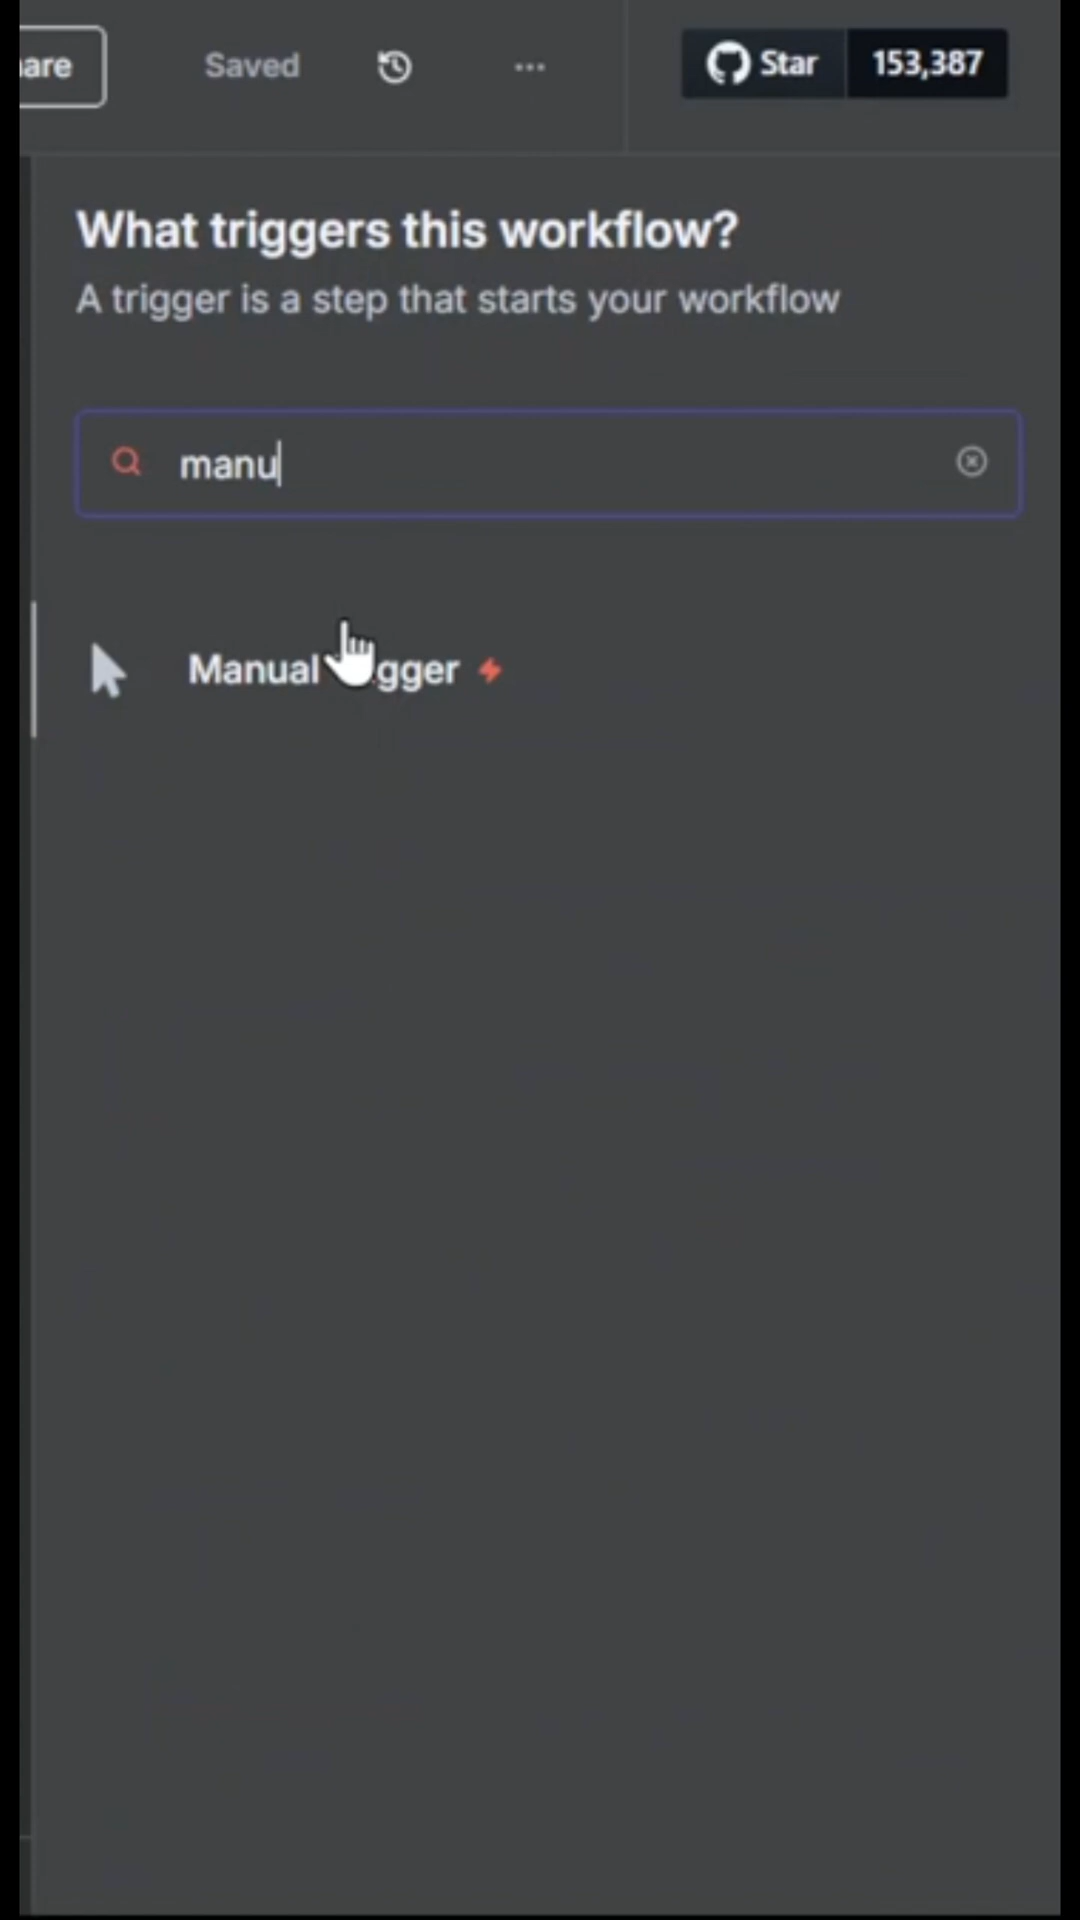 are
Saved
Star
153,387
What triggers this workflow?
A trigger is a step that starts your workflow
manu
Manual